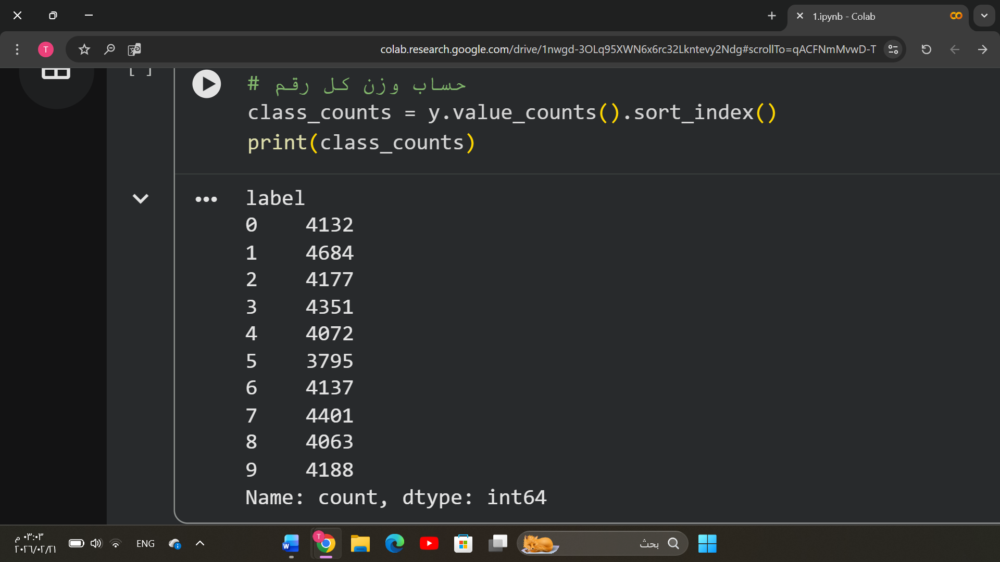 1.ipynb - Colab
T
colab.research.google.com/drive/1nwgd-3OLq95XWN6x6rc32Lkntevy2Ndg#scrollTo=qACFNmMvwD-T
[ ]
# حساب وزن كل رقم
class_counts = y.value_counts().sort_index()
print(class_counts)
label
0    4132
1    4684
2    4177
3    4351
4    4072
5    3795
6    4137
7    4401
8    4063
9    4188
Name: count, dtype: int64
٠٣:٠٣ م
٢٠٢٦/٠٢/٢١
ENG
بحث